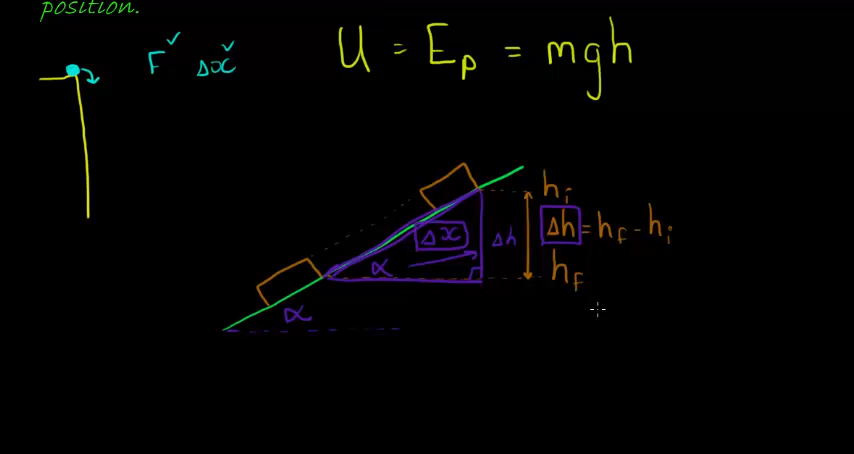 position.
F Δx
U = Ep = mgh
hi
Δx
Δh
Δh = hF - hi
α
hF
α